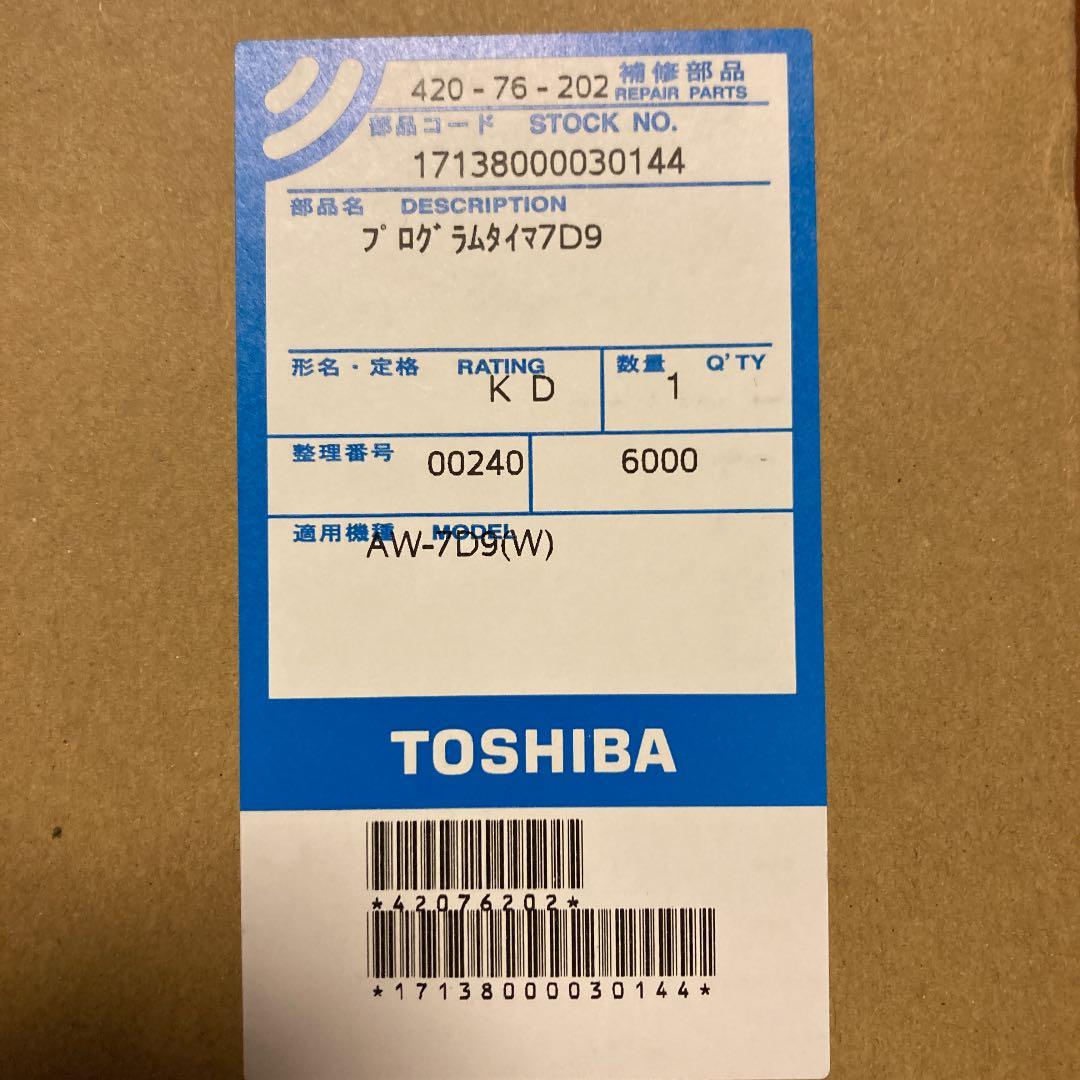 420-76-202 補修部品
REPAIR PARTS
部品コード STOCK NO.
17138000030144
部品名 DESCRIPTION
ﾌﾟﾛｸﾞﾗﾑﾀｲﾏ7D9
形名・定格 RATING 数量 Q'TY
K D 1
整理番号 00240 6000
適用機種 MODEL
AW-7D9(W)
TOSHIBA
*42076202*
*17138000030144*